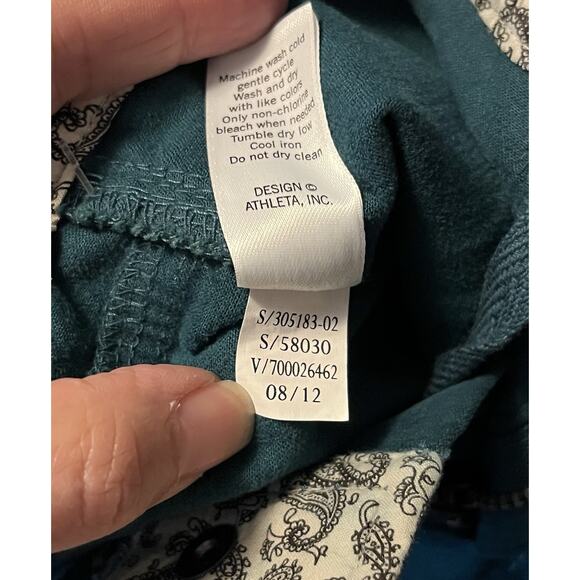 Machine wash cold
gentle cycle
Wash and dry
with like colors
Only non-chlorine
bleach when needed
Tumble dry low
Cool iron
Do not dry clean
DESIGN ©
ATHLETA, INC.
S/305183-02
S/58030
V/700026462
08/12